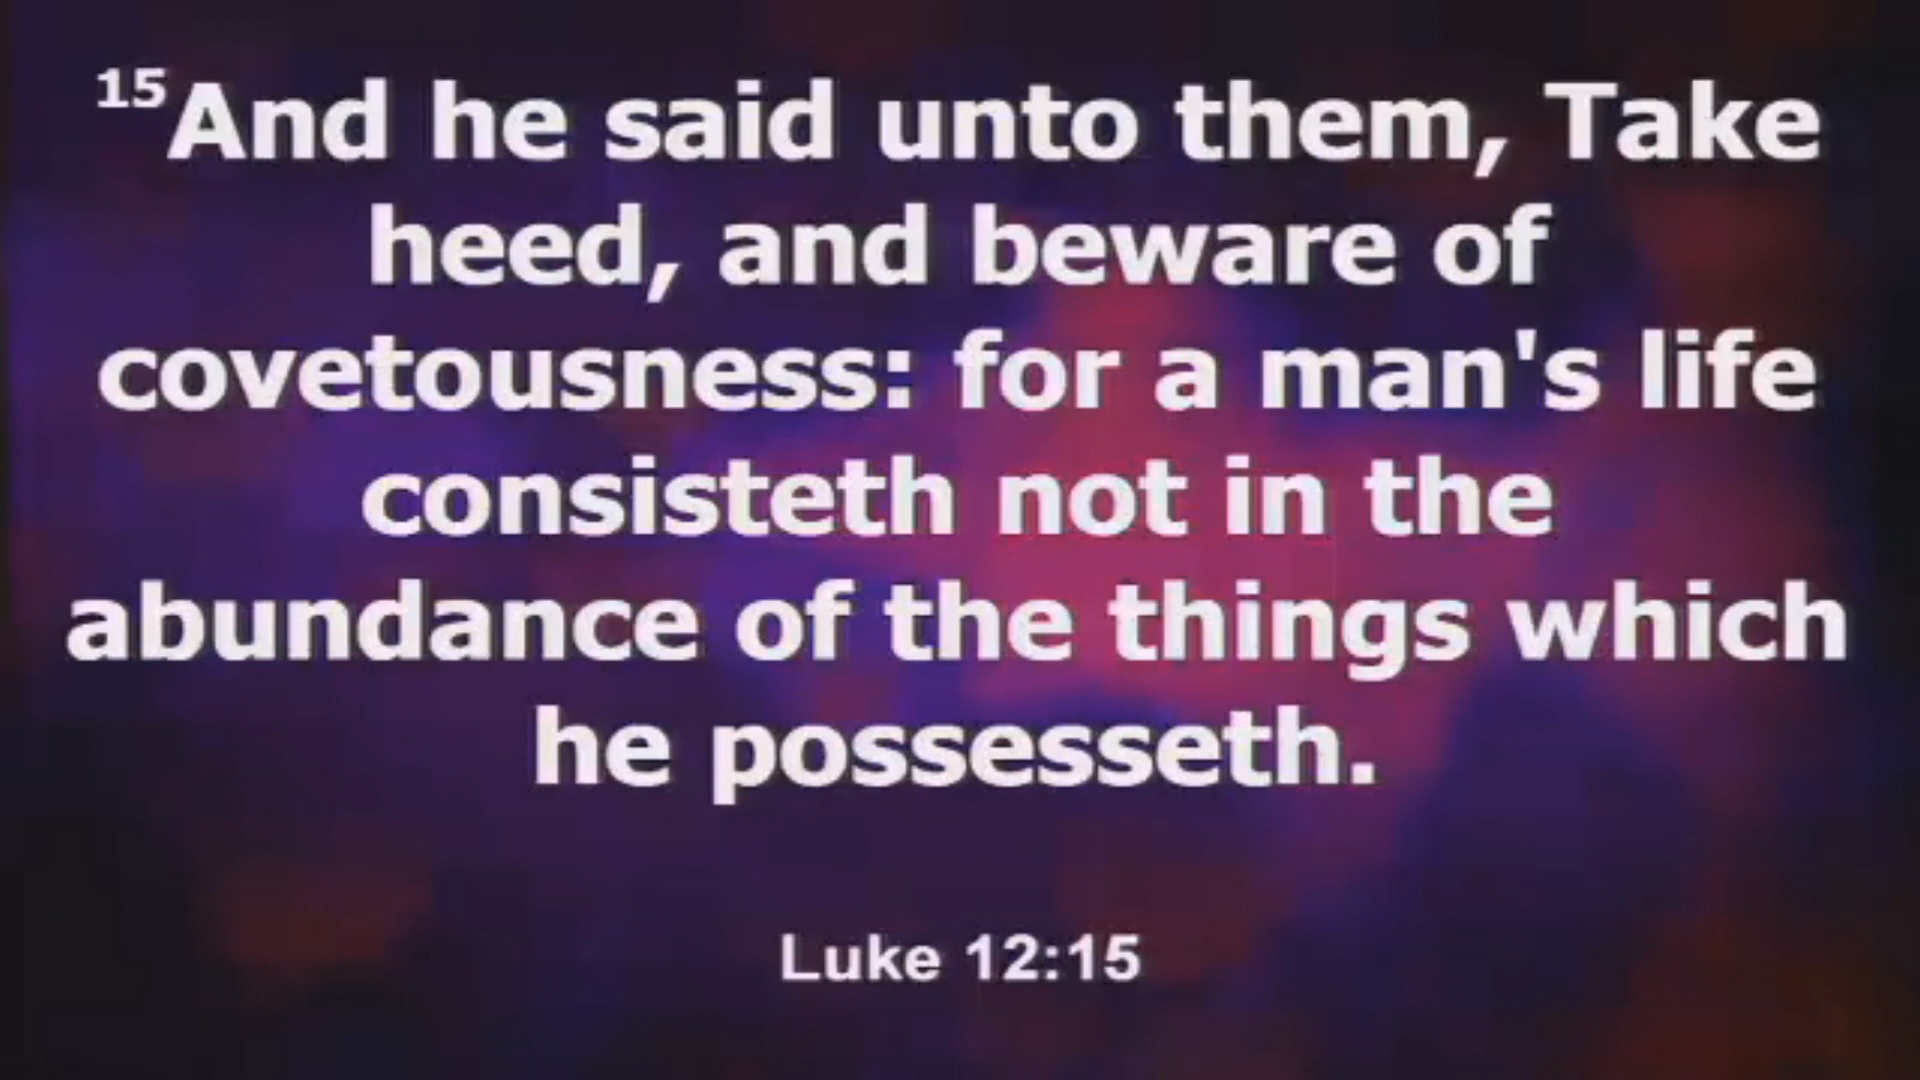 15And he said unto them, Take
heed, and beware of
covetousness: for a man's life
consisteth not in the
abundance of the things which
he possesseth.
Luke 12:15